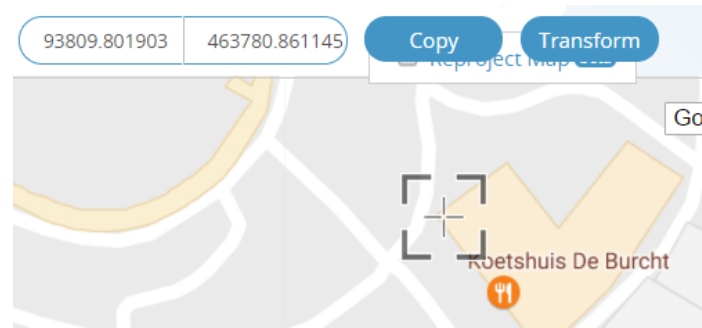 93809.801903 463780.861145 Copy Transform
Reproject Map
Go
Koetshuis De Burcht